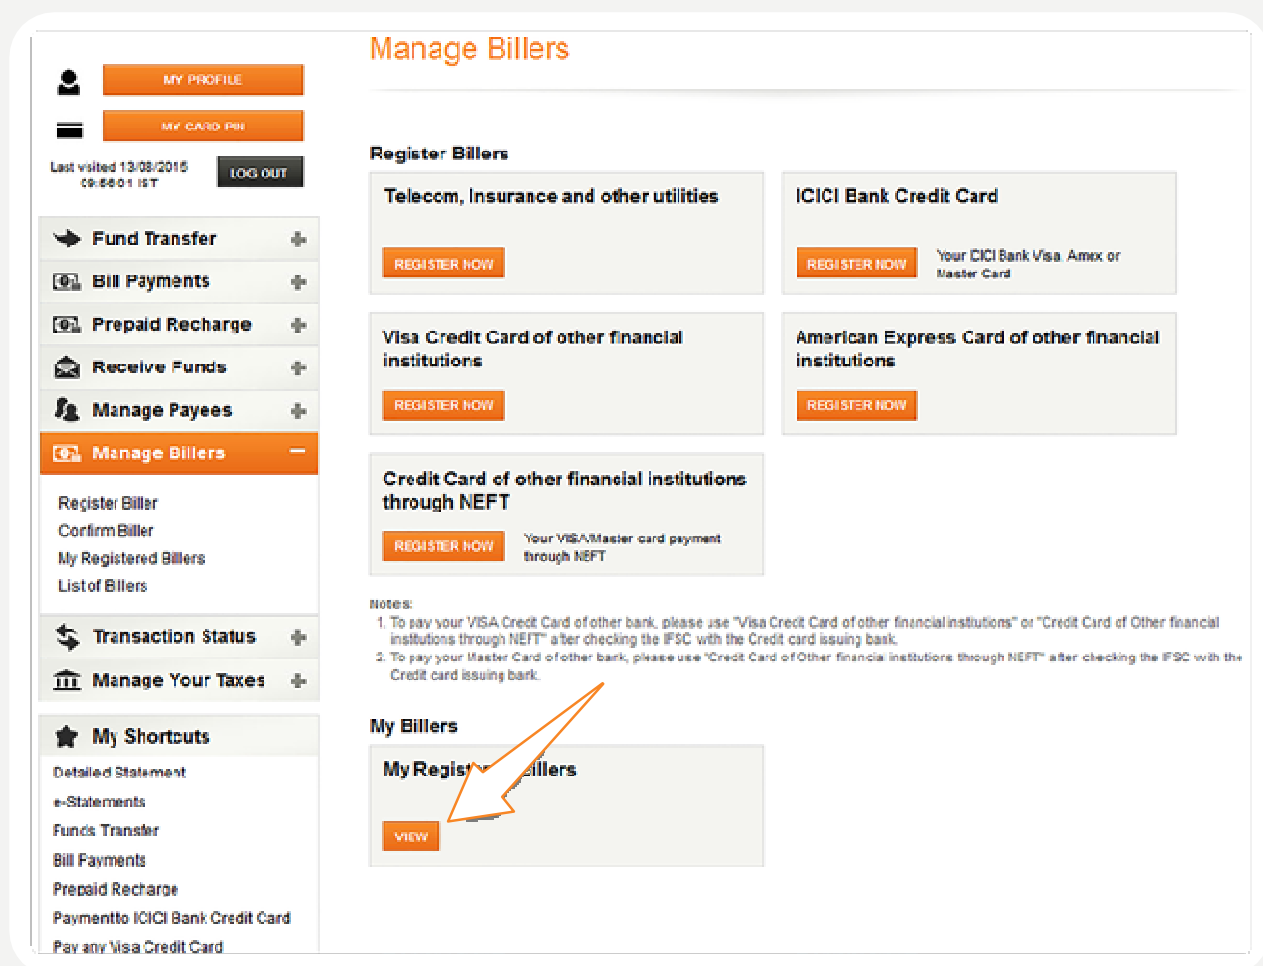 Manage Billers
MY PROFILE
MY CARD PIN
Last visited 13/08/2015
IST
LOG OUT
Fund Transfer
Bill Payments
Prepaid Recharge
Receive Funds
Manage Payees
Manage Billers
Register Biller
Confirm Biller
My Registered Billers
List of Billers
Transaction Status
Manage Your Taxes
My Shortcuts
Detailed Statement
e-Statements
Funds Transfer
Bill Payments
Prepaid Recharge
Payment to ICICI Bank Credit Card
Pay any Visa Credit Card
Register Billers
Telecom, Insurance and other utilities
REGISTER NOW
ICICI Bank Credit Card
REGISTER NOW
Your ICICI Bank Visa, Amex or
Master Card
Visa Credit Card of other financial
institutions
REGISTER NOW
American Express Card of other financial
institutions
REGISTER NOW
Credit Card of other financial institutions
through NEFT
REGISTER NOW
Your VISA/Master card payment
through NEFT
Notes:
1. To pay your VISA Credit Card of other bank, please use "Visa Credit Card of other financial institutions" or "Credit Card of Other financial
institutions through NEFT" after checking the IFSC with the Credit card issuing bank.
2. To pay your Master Card of other bank, please use "Credit Card of Other financial institutions through NEFT" after checking the IFSC with the
Credit card issuing bank.
My Billers
My Registered Billers
VIEW